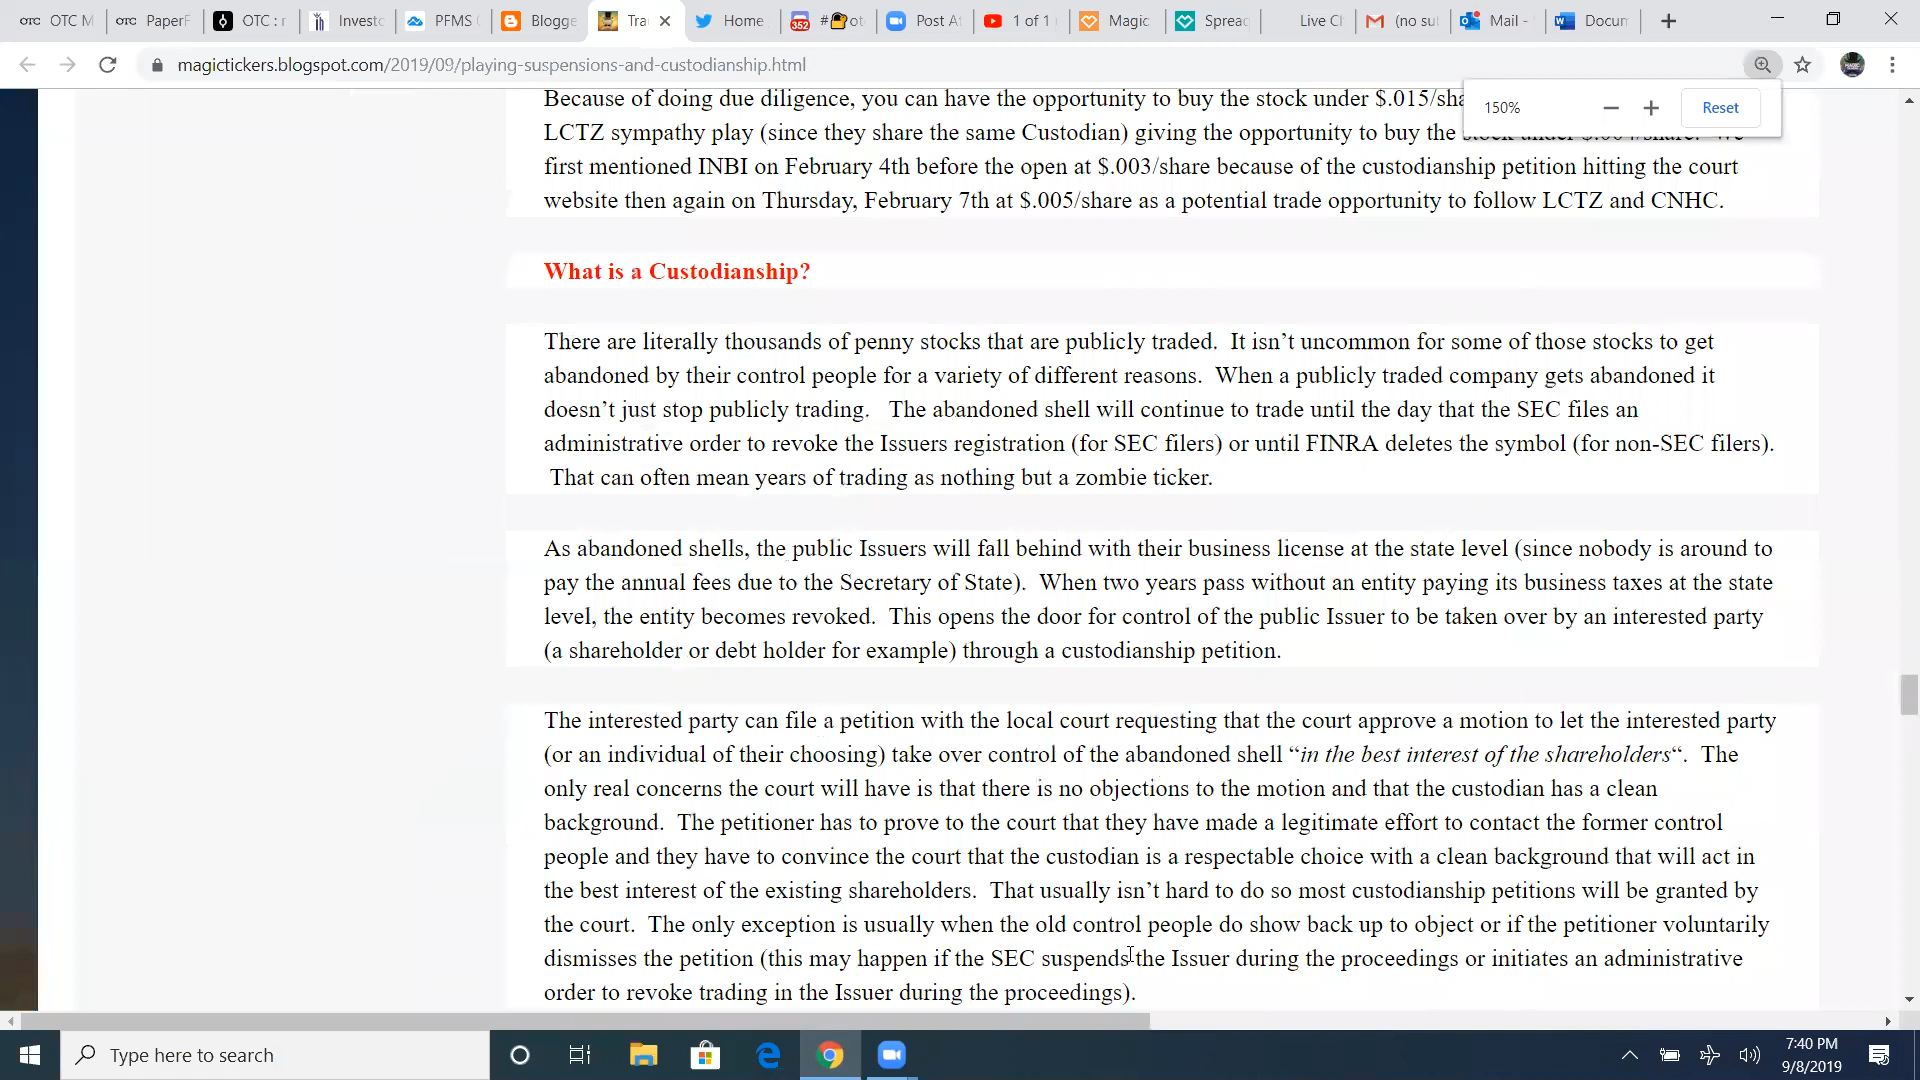 OTC M
PaperF
OTC : r
Investo
PFMS (
Blogge
Tra
Home
352
Post A
1 of 1
Magic
Spread
Live Ch
(no su
Mail -
Docum
magictickers.blogspot.com/2019/09/playing-suspensions-and-custodianship.html
150%
Reset
Because of doing due diligence, you can have the opportunity to buy the stock under $.015/sha
LCTZ sympathy play (since they share the same Custodian) giving the opportunity to buy the
first mentioned INBI on February 4th before the open at $.003/share because of the custodianship petition hitting the court
website then again on Thursday, February 7th at $.005/share as a potential trade opportunity to follow LCTZ and CNHC.
What is a Custodianship?
There are literally thousands of penny stocks that are publicly traded.  It isn’t uncommon for some of those stocks to get
abandoned by their control people for a variety of different reasons.  When a publicly traded company gets abandoned it
doesn’t just stop publicly trading.   The abandoned shell will continue to trade until the day that the SEC files an
administrative order to revoke the Issuers registration (for SEC filers) or until FINRA deletes the symbol (for non-SEC filers).
That can often mean years of trading as nothing but a zombie ticker.
As abandoned shells, the public Issuers will fall behind with their business license at the state level (since nobody is around to
pay the annual fees due to the Secretary of State).  When two years pass without an entity paying its business taxes at the state
level, the entity becomes revoked.  This opens the door for control of the public Issuer to be taken over by an interested party
(a shareholder or debt holder for example) through a custodianship petition.
The interested party can file a petition with the local court requesting that the court approve a motion to let the interested party
(or an individual of their choosing) take over control of the abandoned shell “in the best interest of the shareholders“.  The
only real concerns the court will have is that there is no objections to the motion and that the custodian has a clean
background.  The petitioner has to prove to the court that they have made a legitimate effort to contact the former control
people and they have to convince the court that the custodian is a respectable choice with a clean background that will act in
the best interest of the existing shareholders.  That usually isn’t hard to do so most custodianship petitions will be granted by
the court.  The only exception is usually when the old control people do show back up to object or if the petitioner voluntarily
dismisses the petition (this may happen if the SEC suspends the Issuer during the proceedings or initiates an administrative
order to revoke trading in the Issuer during the proceedings).
Type here to search
7:40 PM
9/8/2019